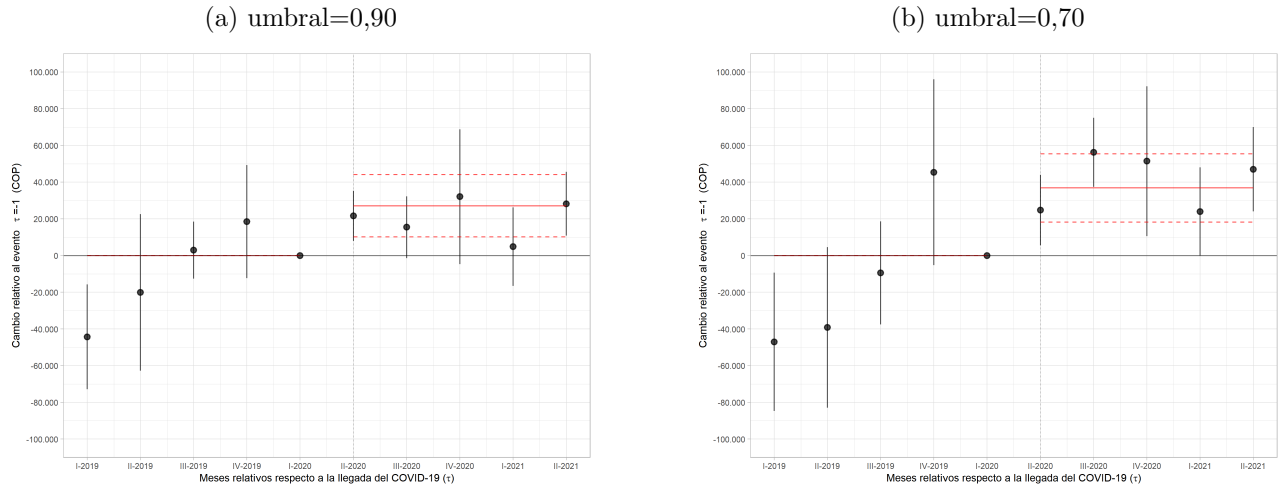 (a) umbral=0,90
Cambio relativo al evento τ =-1 (COP)
100.000
80.000
60.000
40.000
20.000
0
-20.000
-40.000
-60.000
-80.000
-100.000
I-2019 II-2019 III-2019 IV-2019 I-2020 II-2020 III-2020 IV-2020 I-2021 II-2021
Meses relativos respecto a la llegada del COVID-19 (τ)
(b) umbral=0,70
Cambio relativo al evento τ =-1 (COP)
100.000
80.000
60.000
40.000
20.000
0
-20.000
-40.000
-60.000
-80.000
-100.000
I-2019 II-2019 III-2019 IV-2019 I-2020 II-2020 III-2020 IV-2020 I-2021 II-2021
Meses relativos respecto a la llegada del COVID-19 (τ)